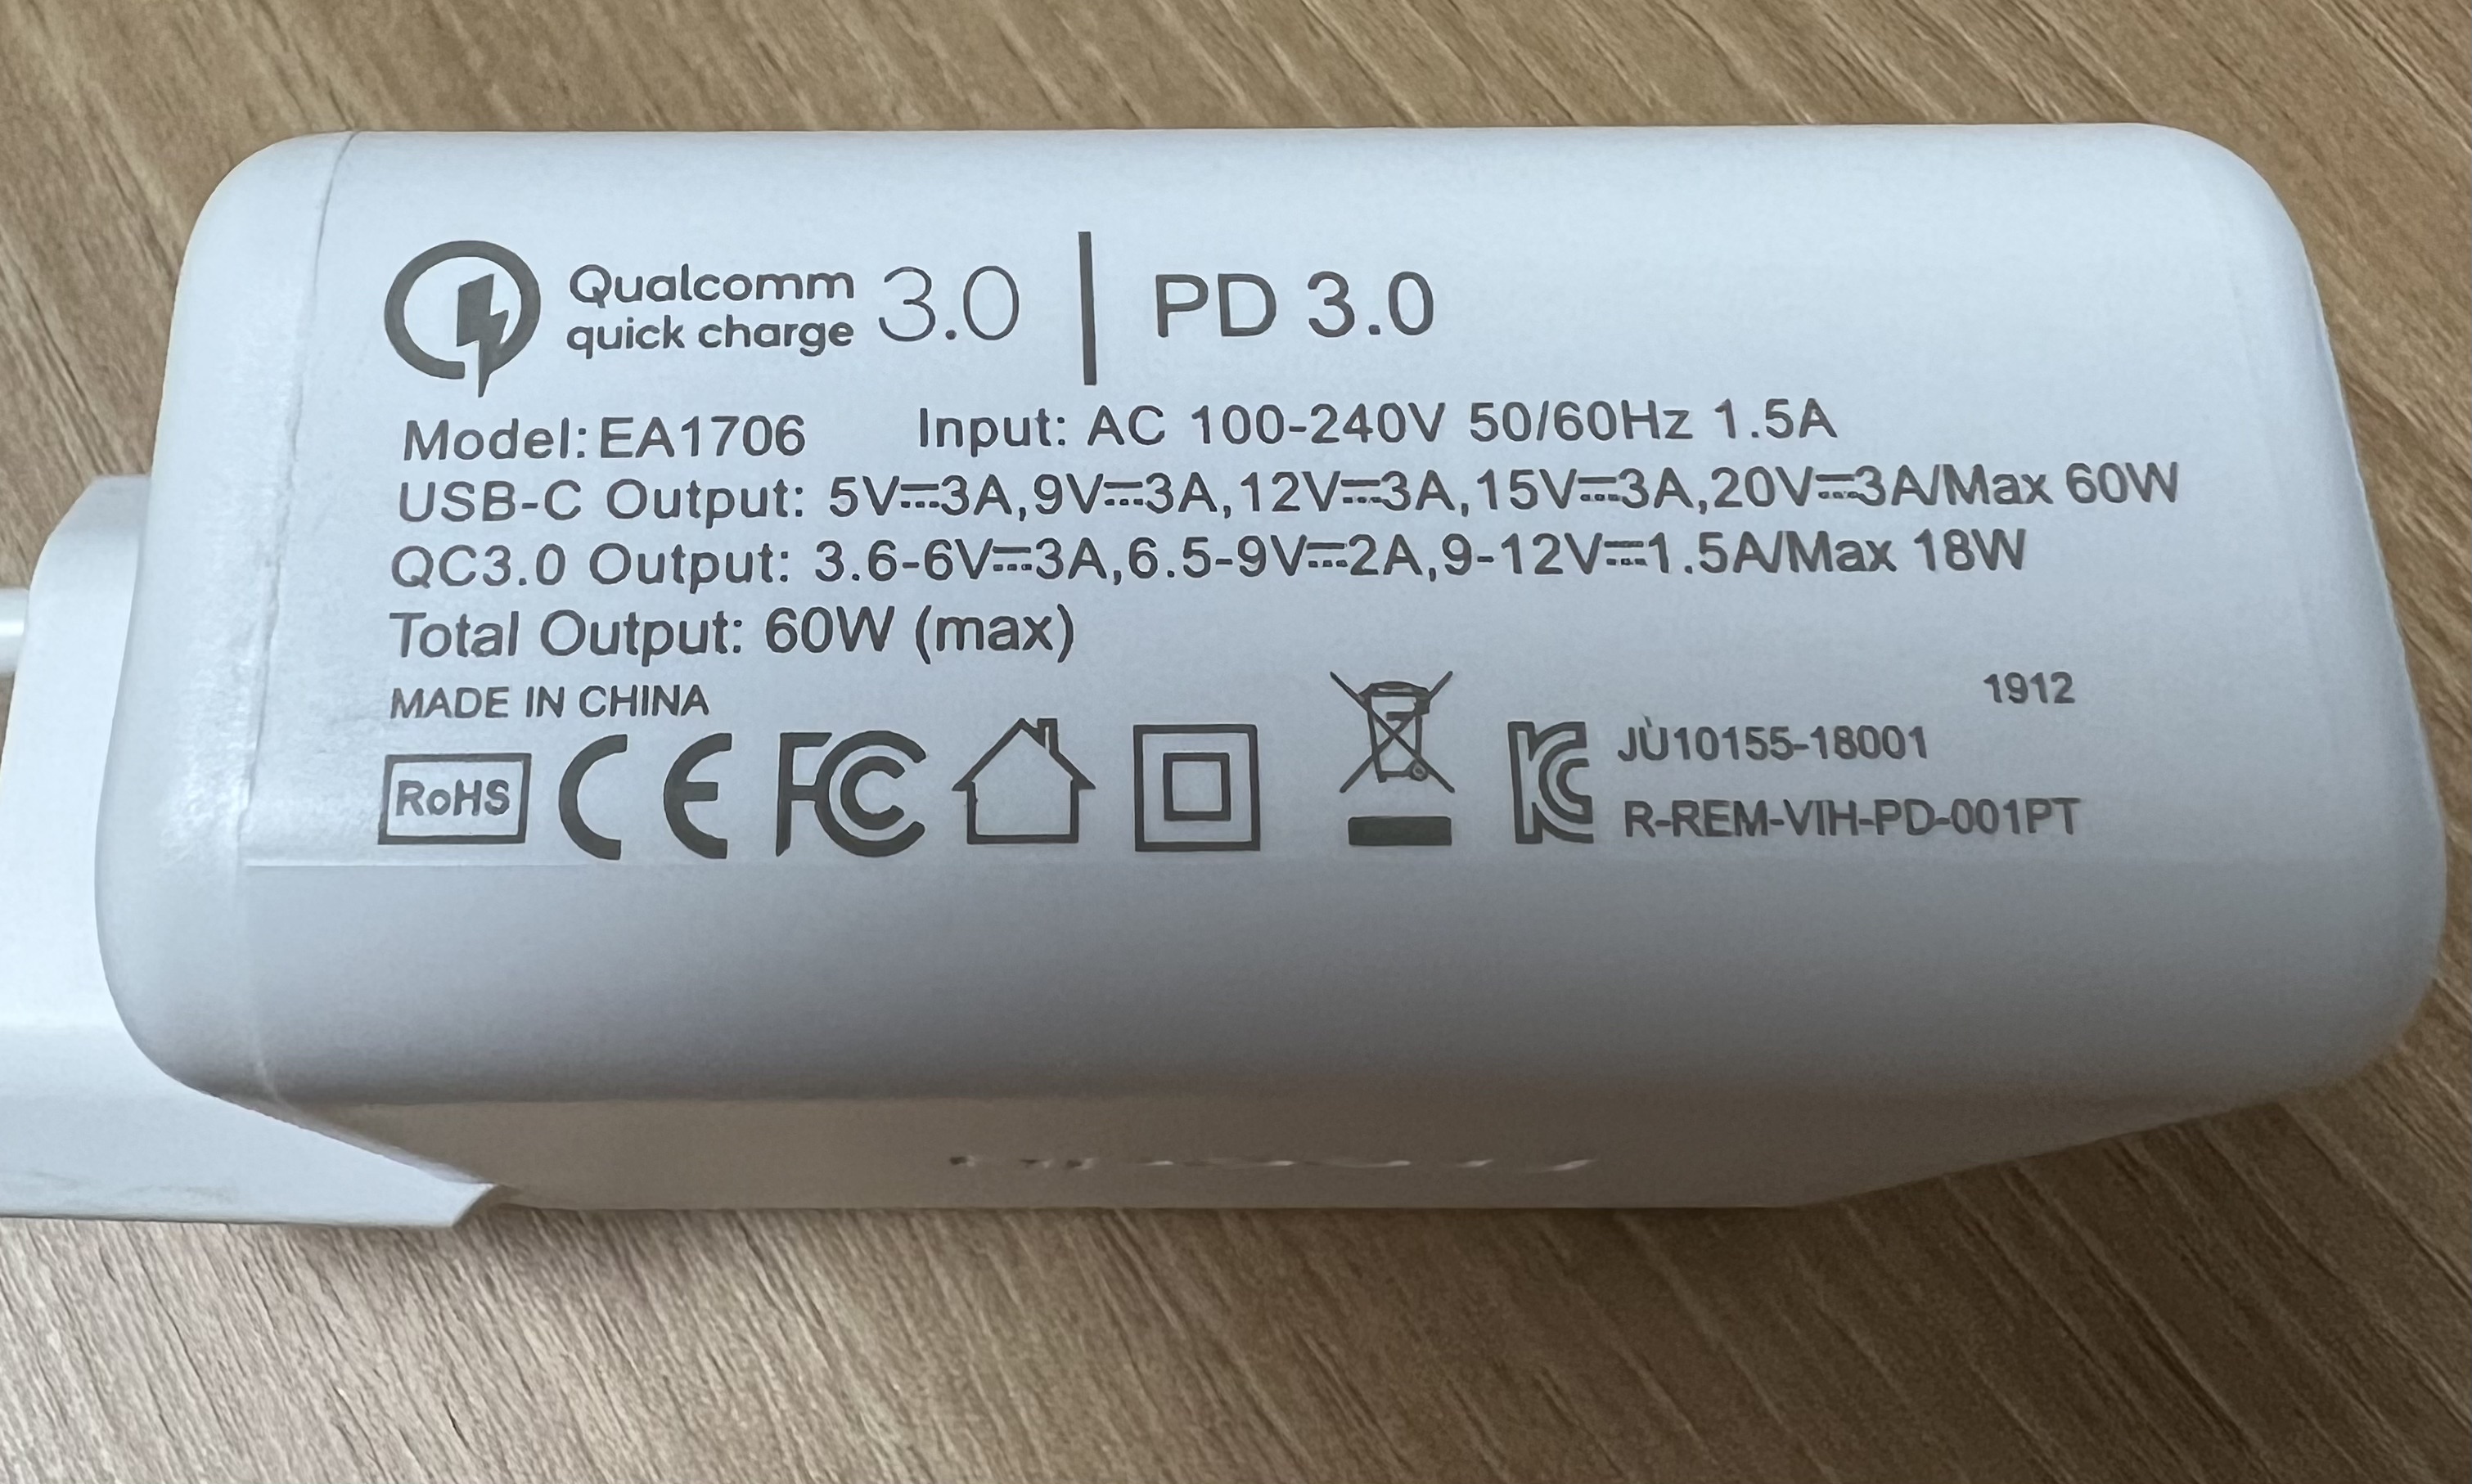 Qualcomm quick charge 3.0 | PD 3.0
Model: EA1706 Input: AC 100-240V 50/60Hz 1.5A
USB-C Output: 5V⎓3A,9V⎓3A,12V⎓3A,15V⎓3A,20V⎓3A/Max 60W
QC3.0 Output: 3.6-6V⎓3A,6.5-9V⎓2A,9-12V⎓1.5A/Max 18W
Total Output: 60W (max)
MADE IN CHINA
1912
RoHS CE FC KC JU10155-18001
R-REM-VIH-PD-001PT